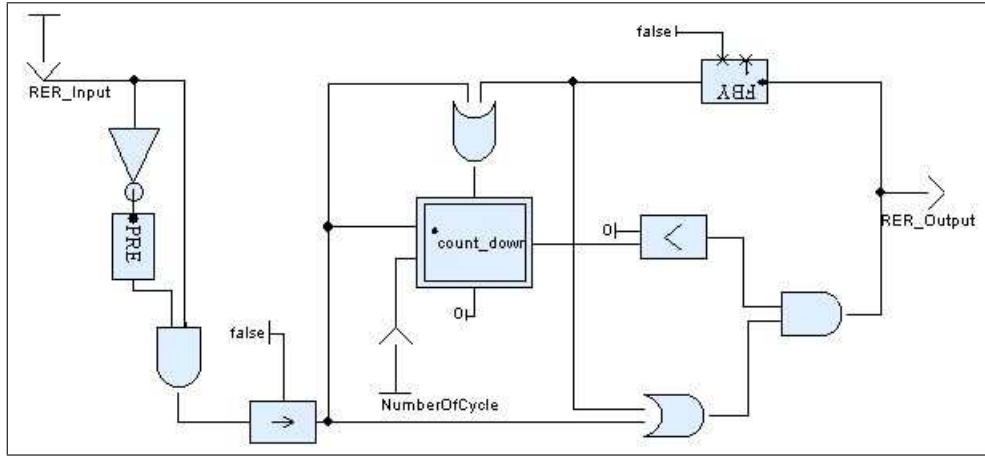 false
RER_Input
FBY
PRE
count_down
0
<
RER_Output
0
false
→
NumberOfCycle